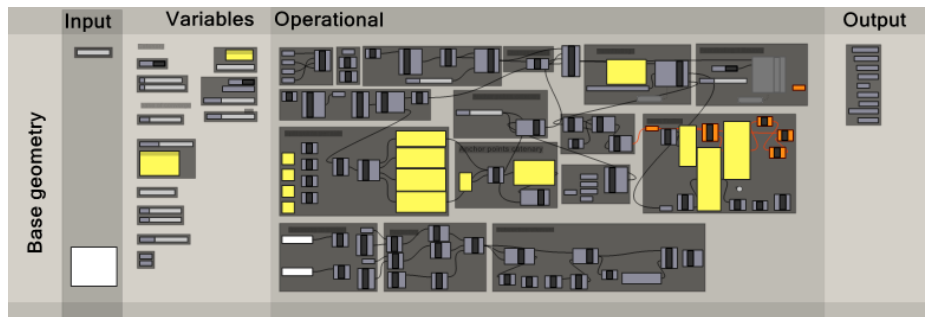 Input
Variables
Operational
Output
Base geometry
Anchor points catenary